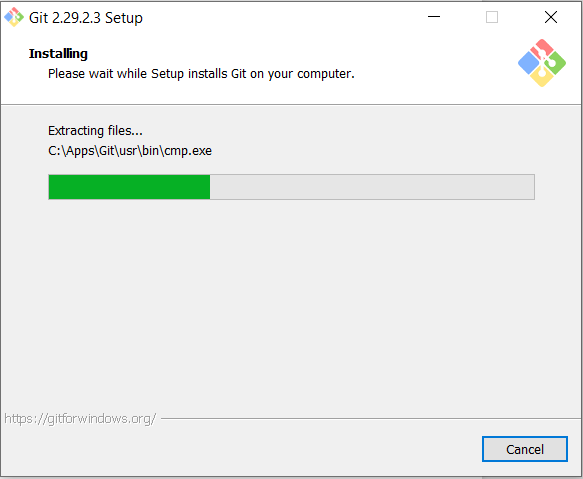 Git 2.29.2.3 Setup
Installing
Please wait while Setup installs Git on your computer.
Extracting files...
C:\Apps\Git\usr\bin\cmp.exe
https://gitforwindows.org/
Cancel